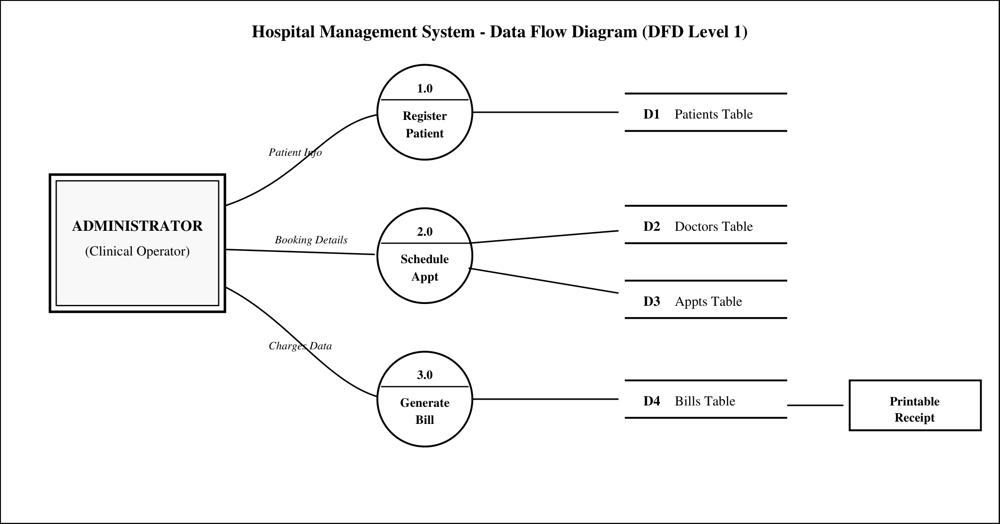 Hospital Management System - Data Flow Diagram (DFD Level 1)
1.0
Register
Patient
D1 Patients Table
Patient Info
ADMINISTRATOR
(Clinical Operator)
Booking Details
2.0
Schedule
Appt
D2 Doctors Table
D3 Appts Table
Charges Data
3.0
Generate
Bill
D4 Bills Table
Printable
Receipt